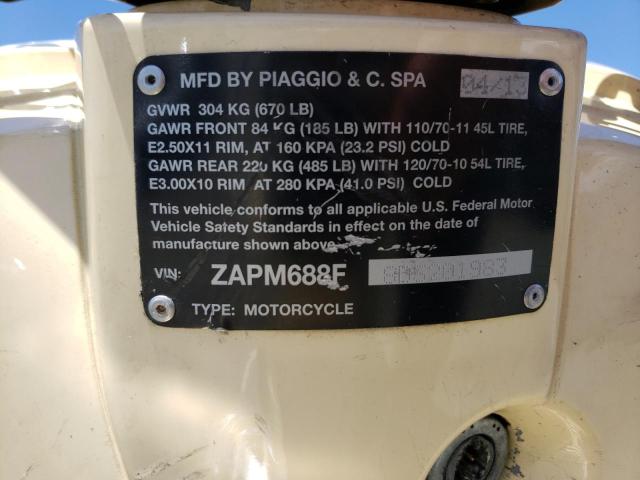 MFD BY PIAGGIO & C. SPA 04/13
GVWR 304 KG (670 LB)
GAWR FRONT 84 KG (185 LB) WITH 110/70-11 45L TIRE,
E2.50X11 RIM, AT 160 KPA (23.2 PSI) COLD
GAWR REAR 220 KG (485 LB) WITH 120/70-10 54L TIRE,
E3.00X10 RIM, AT 280 KPA (41.0 PSI) COLD
This vehicle conforms to all applicable U.S. Federal Motor
Vehicle Safety Standards in effect on the date of
manufacture shown above
VIN: ZAPM688F
TYPE: MOTORCYCLE